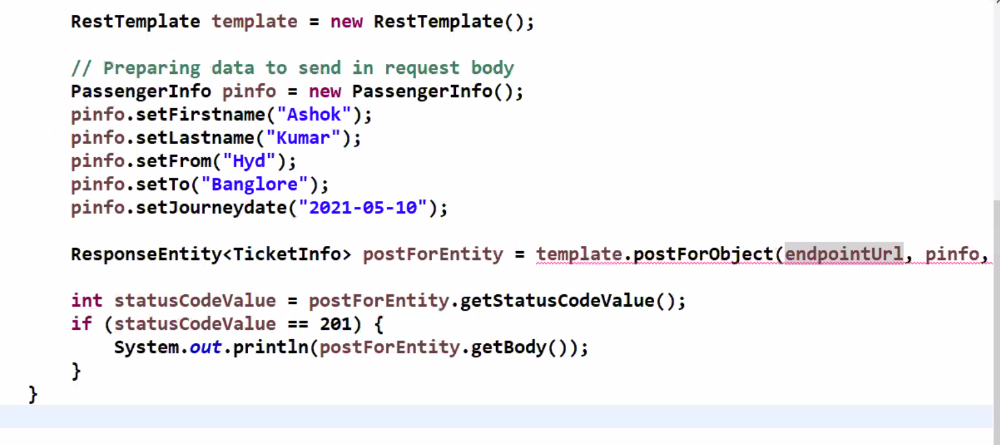 RestTemplate template = new RestTemplate();
// Preparing data to send in request body
PassengerInfo pinfo = new PassengerInfo();
pinfo.setFirstname("Ashok");
pinfo.setLastname("Kumar");
pinfo.setFrom("Hyd");
pinfo.setTo("Banglore");
pinfo.setJourneydate("2021-05-10");
ResponseEntity<TicketInfo> postForEntity = template.postForObject(endpointUrl, pinfo,
int statusCodeValue = postForEntity.getStatusCodeValue();
if (statusCodeValue == 201) {
System.out.println(postForEntity.getBody());
}
}